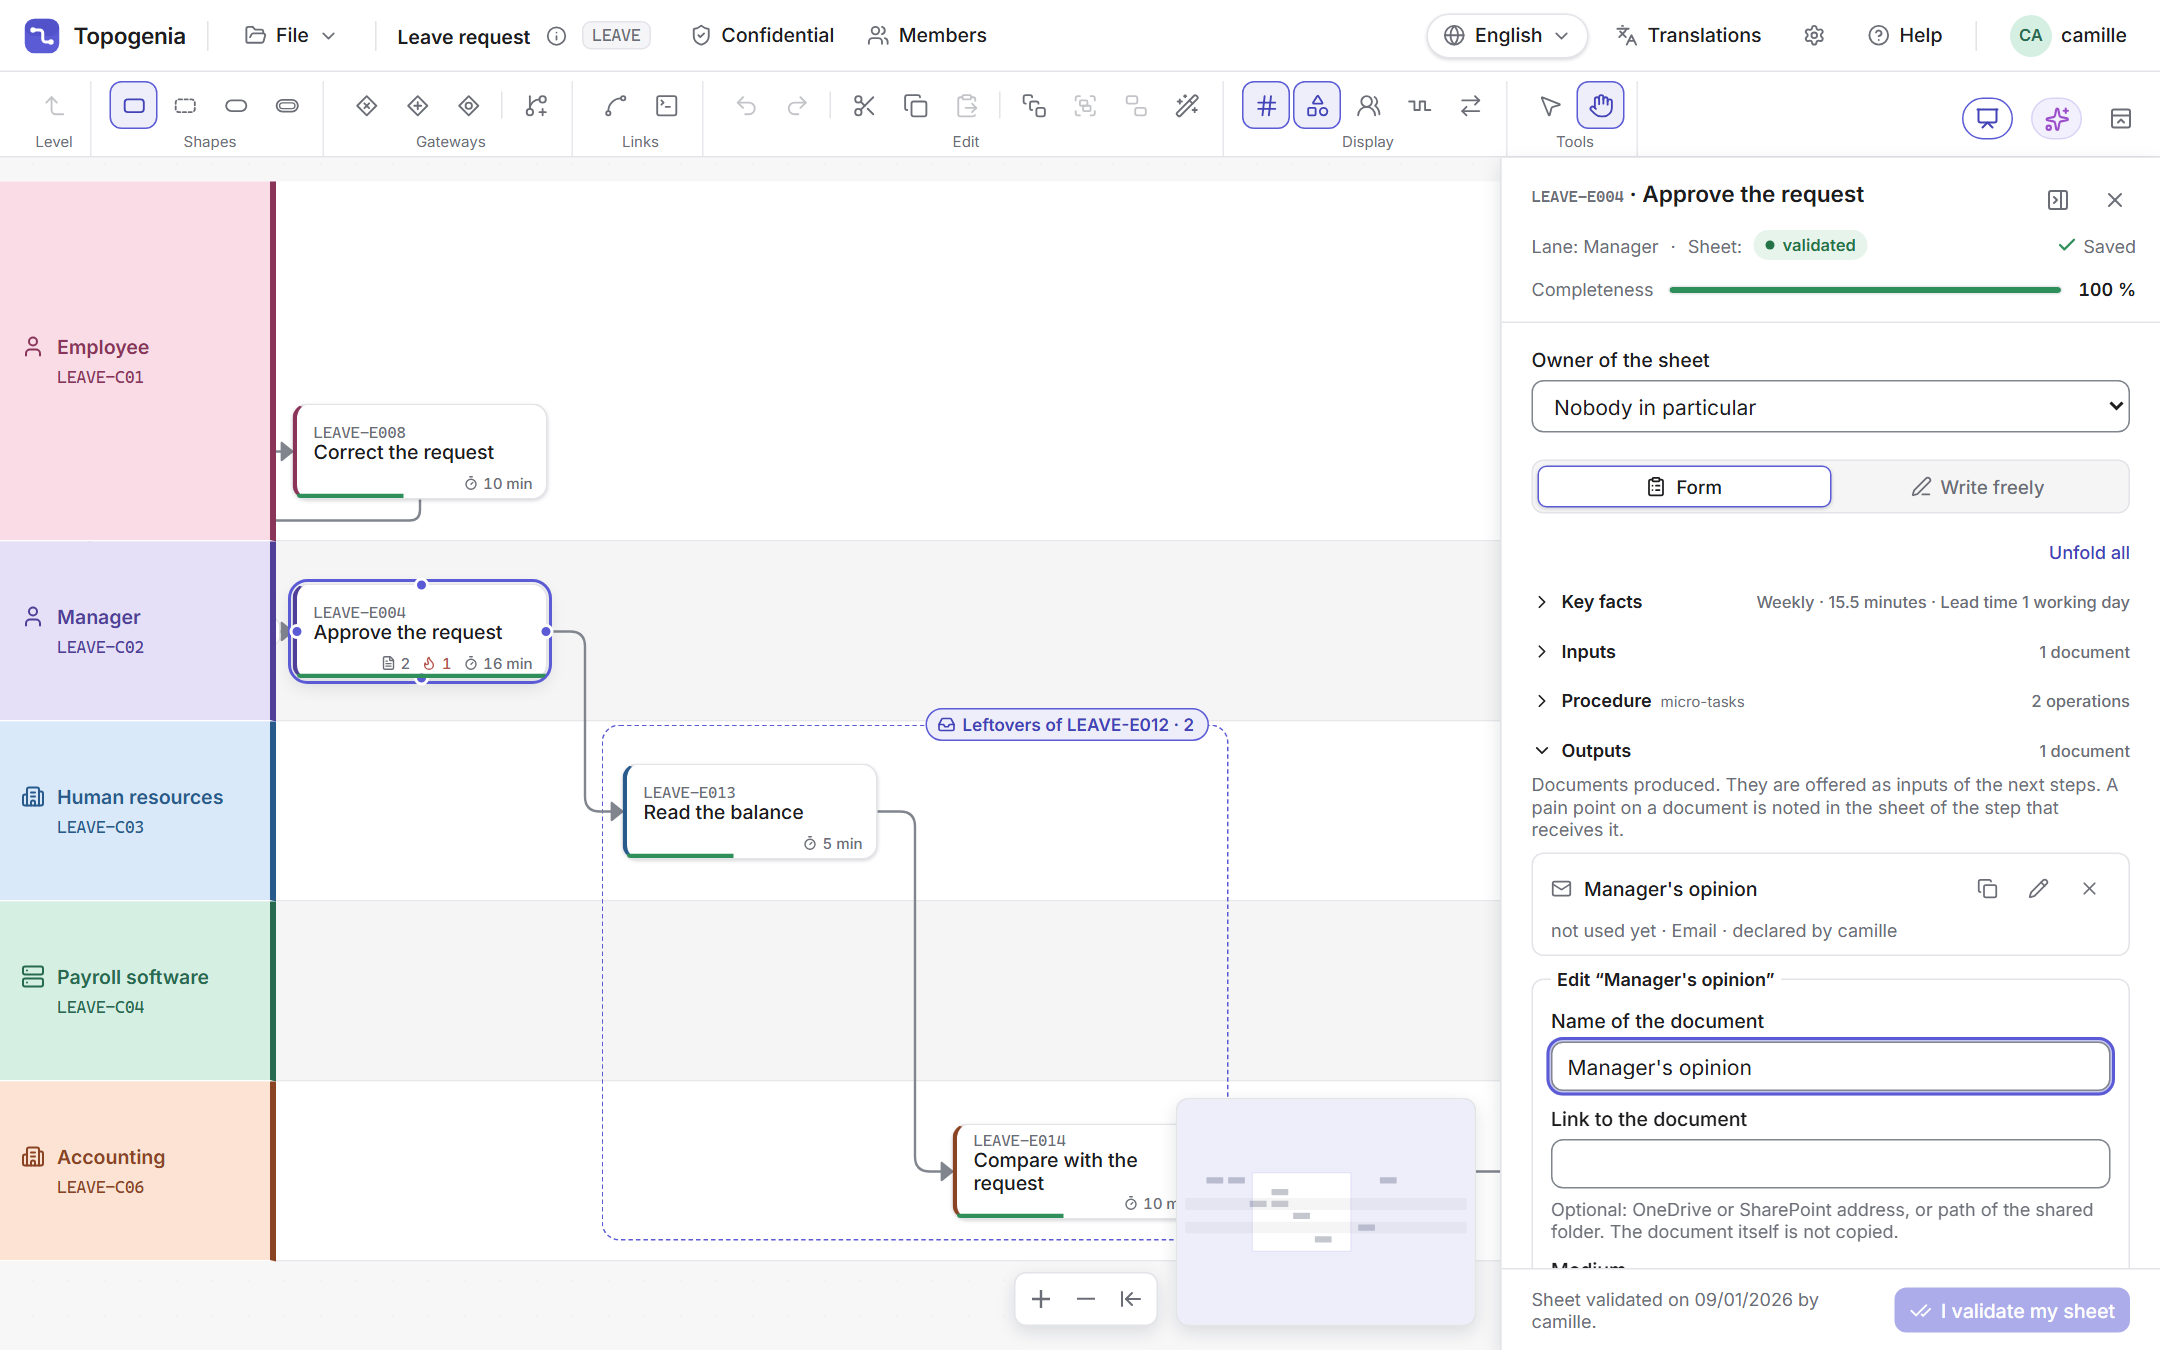 Topogenia
File
Leave request
LEAVE
Confidential
Members
English
Translations
Help
CA
camille
Level
Shapes
Gateways
Links
Edit
Display
Tools
Employee
LEAVE-C01
LEAVE-E008
Correct the request
10 min
Manager
LEAVE-C02
LEAVE-E004
Approve the request
2
1
16 min
Leftovers of LEAVE-E012 · 2
Human resources
LEAVE-C03
LEAVE-E013
Read the balance
5 min
Payroll software
LEAVE-C04
Accounting
LEAVE-C06
LEAVE-E014
Compare with the
request
10 m
LEAVE-E004 · Approve the request
Lane: Manager · Sheet: validated
Saved
Completeness
100 %
Owner of the sheet
Nobody in particular
Form
Write freely
Unfold all
Key facts
Weekly · 15.5 minutes · Lead time 1 working day
Inputs
1 document
Procedure micro-tasks
2 operations
Outputs
1 document
Documents produced. They are offered as inputs of the next steps. A
pain point on a document is noted in the sheet of the step that
receives it.
Manager's opinion
not used yet · Email · declared by camille
Edit “Manager's opinion”
Name of the document
Manager's opinion
Link to the document
Optional: OneDrive or SharePoint address, or path of the shared
folder. The document itself is not copied.
Sheet validated on 09/01/2026 by
camille.
I validate my sheet